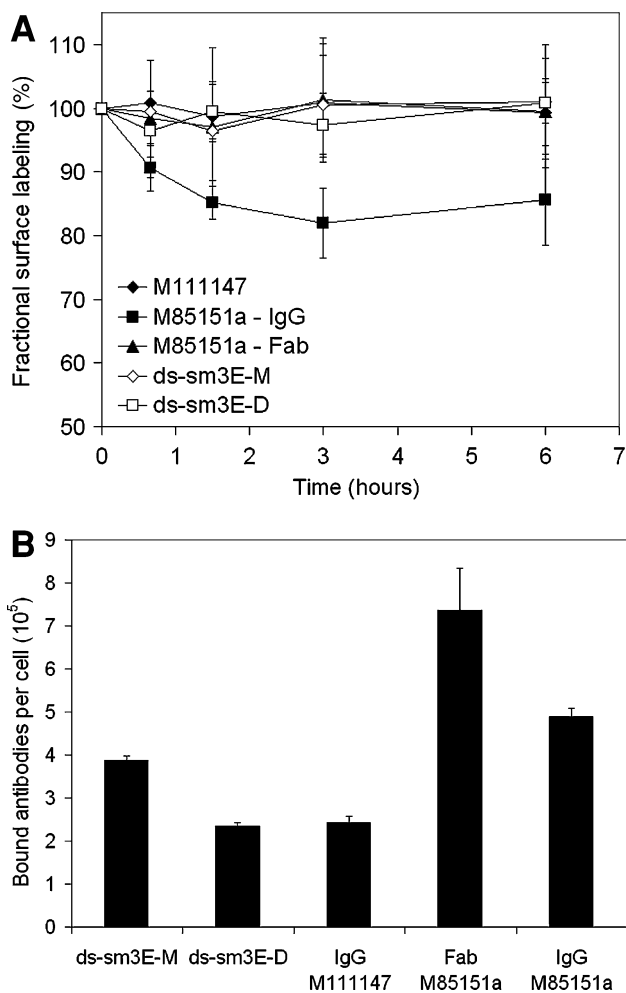 A
Fractional surface labeling (%)
110
100
90
80
70
60
50
M111147
M85151a - IgG
M85151a - Fab
ds-sm3E-M
ds-sm3E-D
0 1 2 3 4 5 6 7
Time (hours)
B
Bound antibodies per cell (10⁵)
9
8
7
6
5
4
3
2
1
0
ds-sm3E-M ds-sm3E-D IgG Fab IgG
M111147 M85151a M85151a